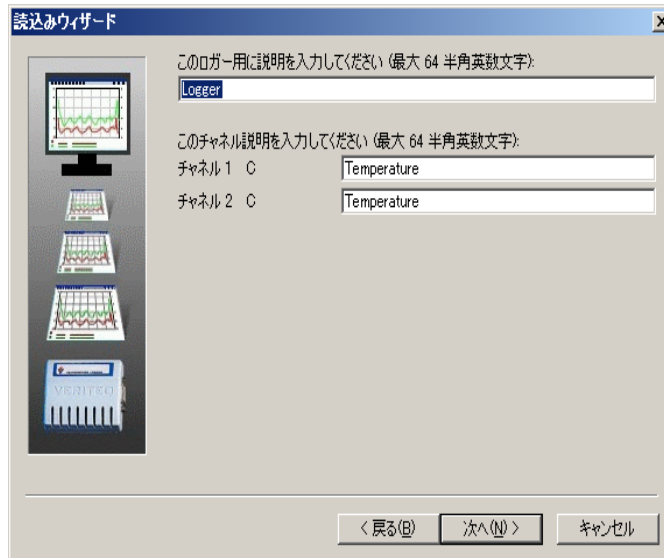 読込みウィザード
このロガー用に説明を入力してください (最大 64 半角英数文字):
Logger
このチャネル説明を入力してください (最大 64 半角英数文字):
チャネル 1 C Temperature
チャネル 2 C Temperature
VERITEQ
< 戻る(B) 次へ(N) > キャンセル